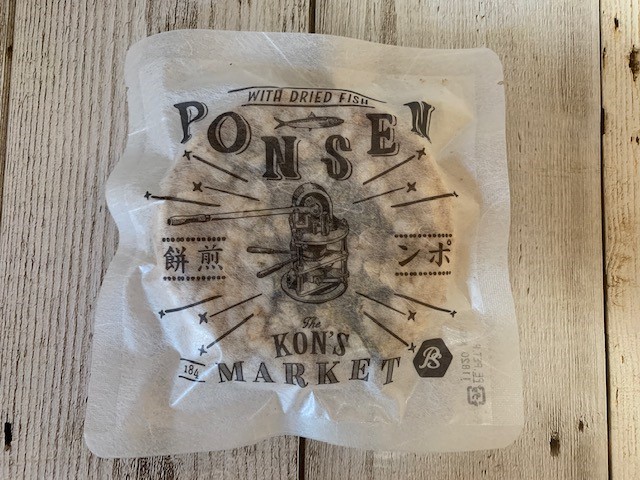 WITH DRIED FISH
PONSEN
ポン
煎餅
The
KON'S
184
MARKET